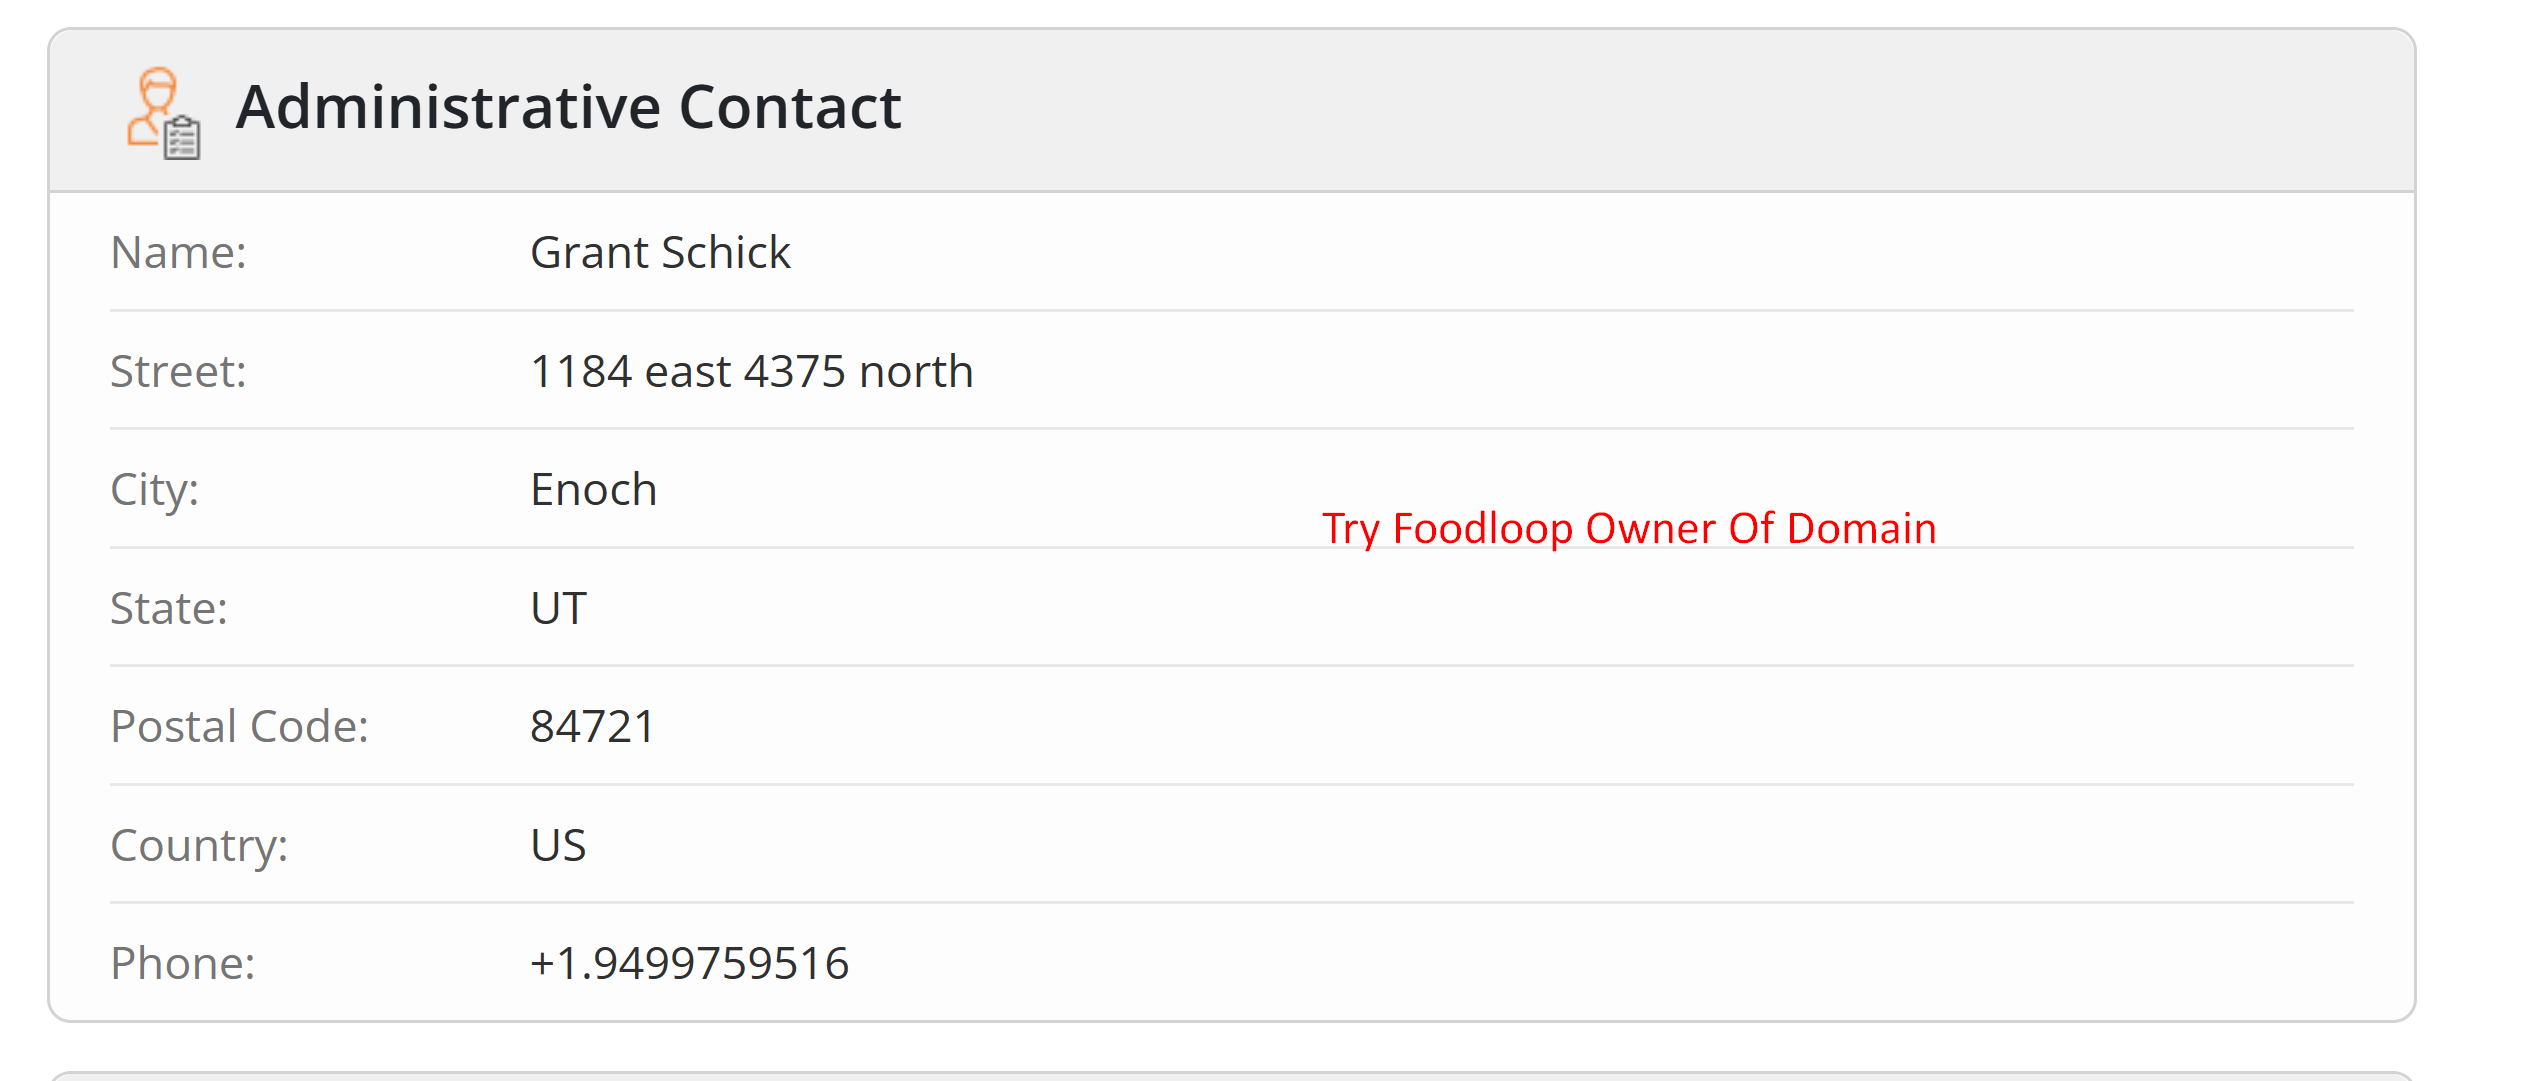 Administrative Contact
Name: Grant Schick
Street: 1184 east 4375 north
City: Enoch
Try Foodloop Owner Of Domain
State: UT
Postal Code: 84721
Country: US
Phone: +1.9499759516